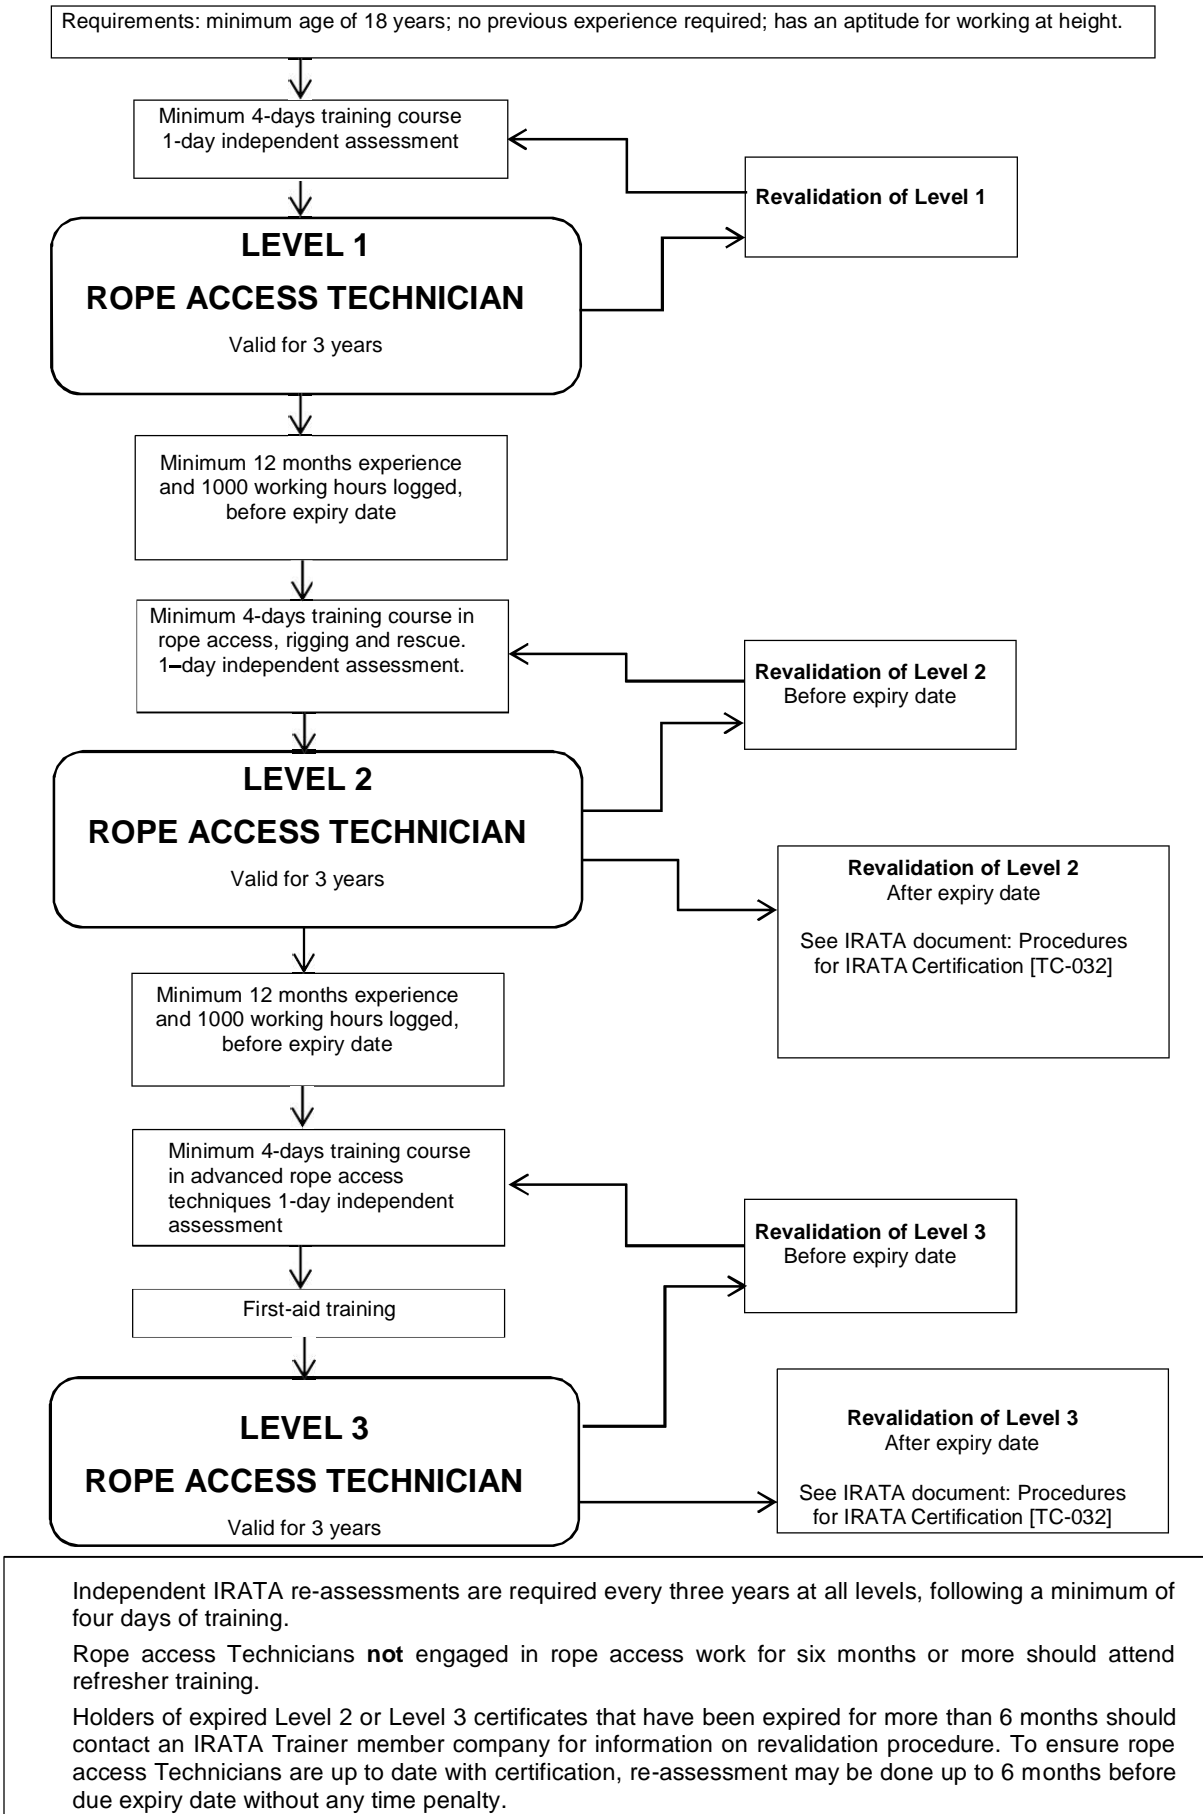 Requirements: minimum age of 18 years; no previous experience required; has an aptitude for working at height.
Minimum 4-days training course
1-day independent assessment
Revalidation of Level 1
LEVEL 1
ROPE ACCESS TECHNICIAN
Valid for 3 years
Minimum 12 months experience
and 1000 working hours logged,
before expiry date
Minimum 4-days training course in
rope access, rigging and rescue.
1–day independent assessment.
Revalidation of Level 2
Before expiry date
LEVEL 2
ROPE ACCESS TECHNICIAN
Valid for 3 years
Revalidation of Level 2
After expiry date
See IRATA document: Procedures
for IRATA Certification [TC-032]
Minimum 12 months experience
and 1000 working hours logged,
before expiry date
Minimum 4-days training course
in advanced rope access
techniques 1-day independent
assessment
Revalidation of Level 3
Before expiry date
First-aid training
LEVEL 3
ROPE ACCESS TECHNICIAN
Valid for 3 years
Revalidation of Level 3
After expiry date
See IRATA document: Procedures
for IRATA Certification [TC-032]
Independent IRATA re-assessments are required every three years at all levels, following a minimum of
four days of training.
Rope access Technicians not engaged in rope access work for six months or more should attend
refresher training.
Holders of expired Level 2 or Level 3 certificates that have been expired for more than 6 months should
contact an IRATA Trainer member company for information on revalidation procedure. To ensure rope
access Technicians are up to date with certification, re-assessment may be done up to 6 months before
due expiry date without any time penalty.